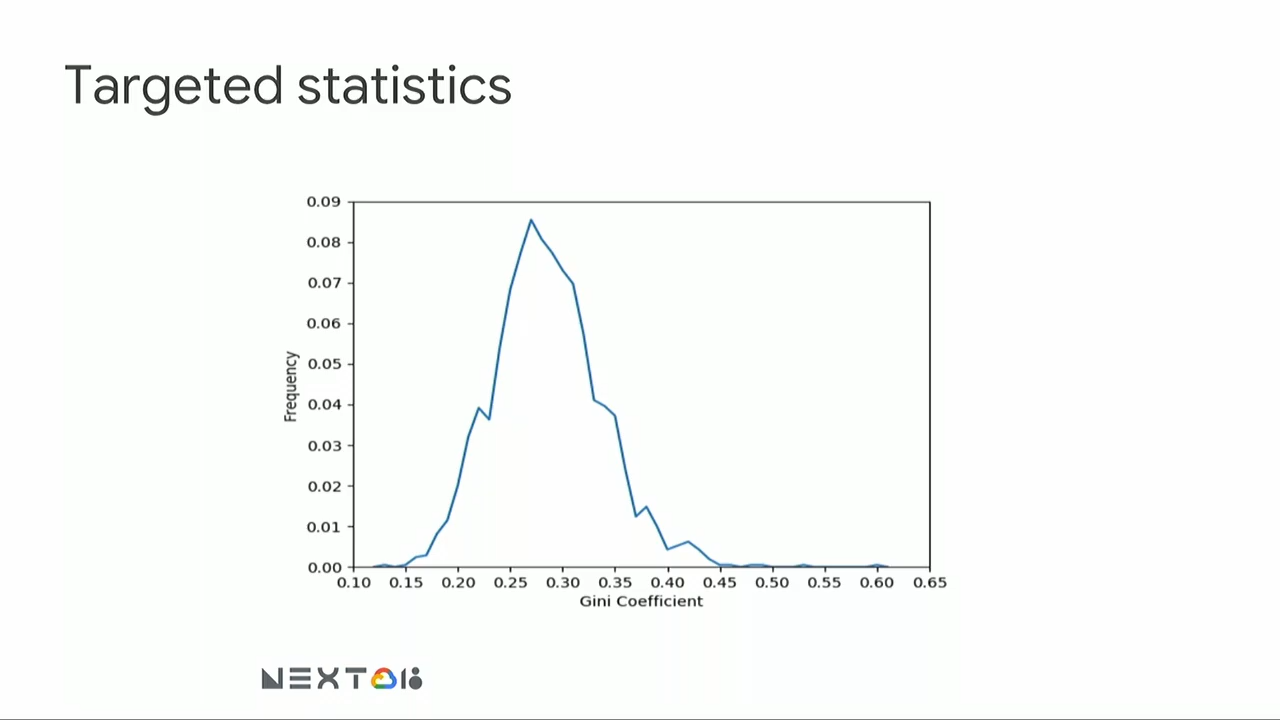 Targeted statistics
0.09
0.08
0.07
0.06
0.05
0.04
0.03
0.02
0.01
0.00
Frequency
0.10 0.15 0.20 0.25 0.30 0.35 0.40 0.45 0.50 0.55 0.60 0.65
Gini Coefficient
NEXT 18